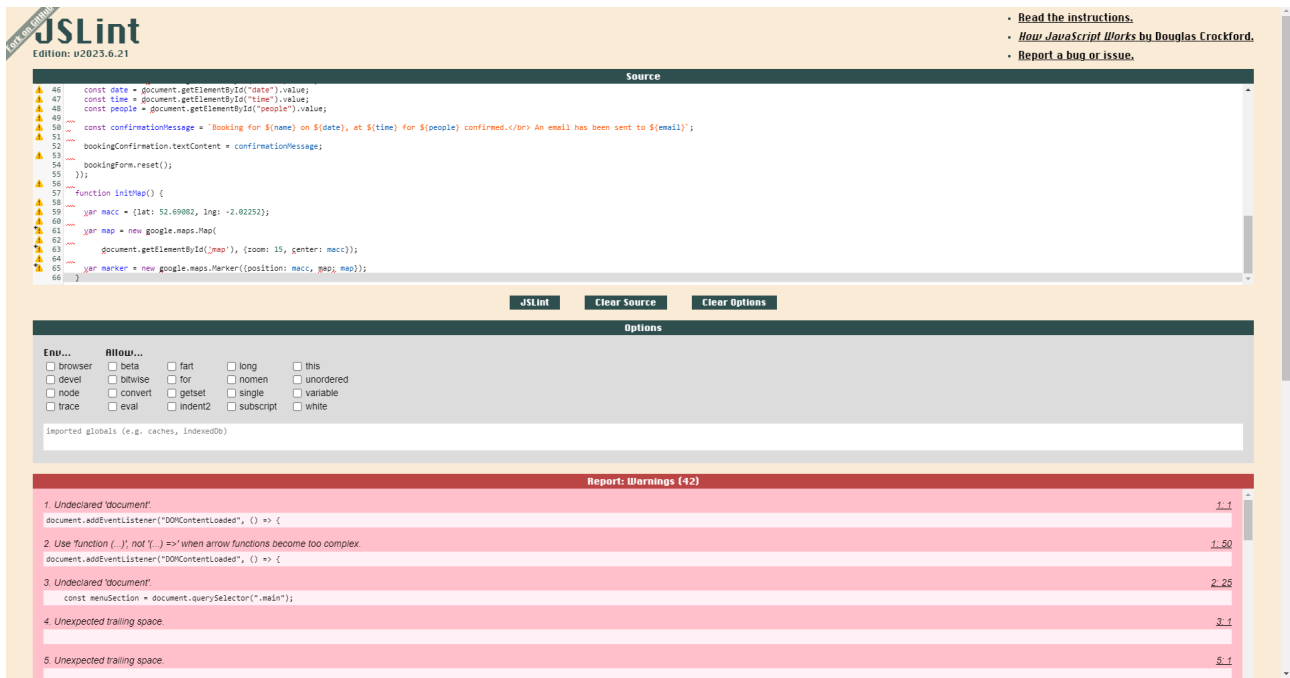 Fork on GitHub
JSLint
Edition: v2023.6.21
Read the instructions.
How JavaScript Works by Douglas Crockford.
Report a bug or issue.
Source
46 const date = document.getElementById("date").value;
47 const time = document.getElementById("time").value;
48 const people = document.getElementById("people").value;
49
50 const confirmationMessage = `Booking for ${name} on ${date}, at ${time} for ${people} confirmed.</br> An email has been sent to ${email}`;
51
52 bookingConfirmation.textContent = confirmationMessage;
53
54 bookingForm.reset();
55 });
56
57 function initMap() {
58
59 var macc = {lat: 52.69082, lng: -2.02252};
60
61 var map = new google.maps.Map(
62
63 document.getElementById('map'), {zoom: 15, center: macc});
64
65 var marker = new google.maps.Marker({position: macc, map: map});
66 }
JSLint Clear Source Clear Options
Options
Env... Allow...
browser beta fart long this
devel bitwise for nomen unordered
node convert getset single variable
trace eval indent2 subscript white
imported globals (e.g. caches, indexedDb)
Report: Warnings (42)
1. Undeclared 'document'. 1: 1
document.addEventListener("DOMContentLoaded", () => {
2. Use 'function (...)', not '(...) =>' when arrow functions become too complex. 1: 50
document.addEventListener("DOMContentLoaded", () => {
3. Undeclared 'document'. 2: 25
const menuSection = document.querySelector(".main");
4. Unexpected trailing space. 3: 1
5. Unexpected trailing space. 5: 1